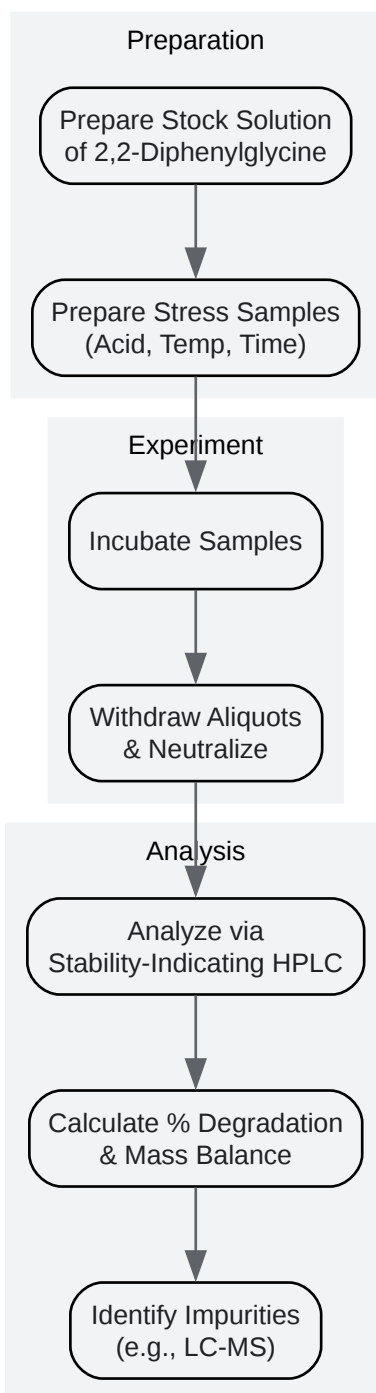 Preparation
Prepare Stock Solution
of 2,2-Diphenylglycine
Prepare Stress Samples
(Acid, Temp, Time)
Experiment
Incubate Samples
Withdraw Aliquots
& Neutralize
Analysis
Analyze via
Stability-Indicating HPLC
Calculate % Degradation
& Mass Balance
Identify Impurities
(e.g., LC-MS)